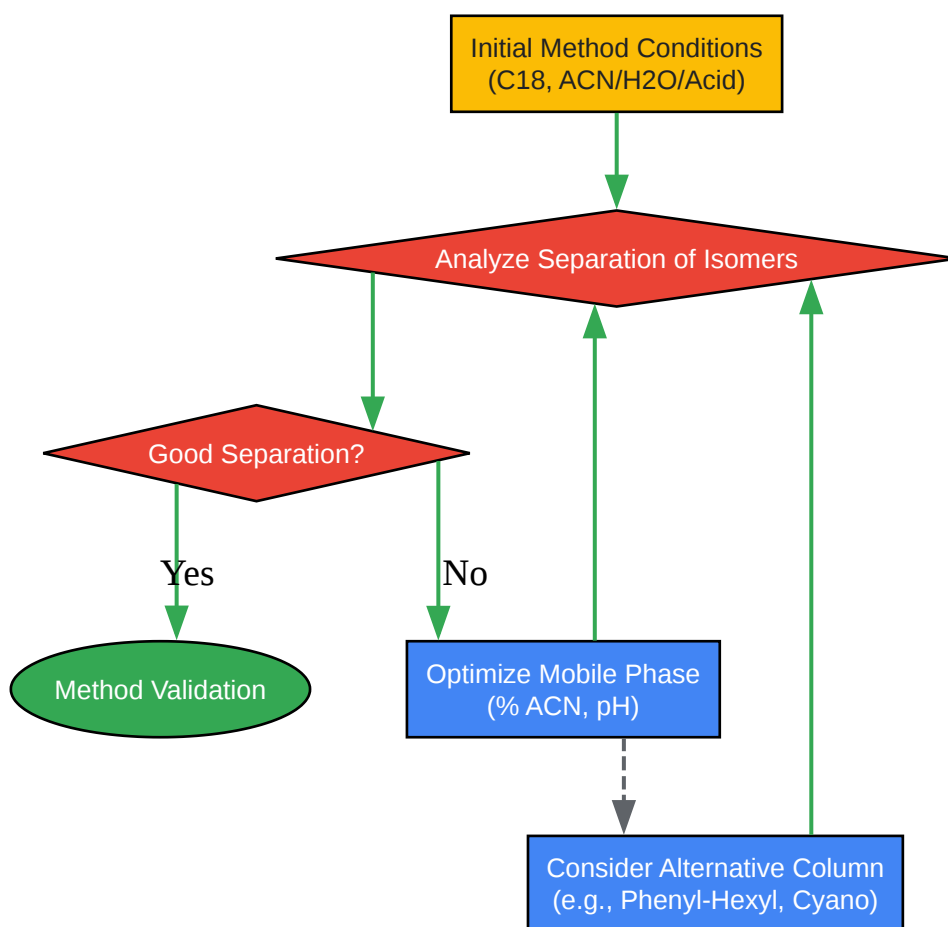 Initial Method Conditions
(C18, ACN/H2O/Acid)
Analyze Separation of Isomers
Good Separation?
Yes
No
Method Validation
Optimize Mobile Phase
(% ACN, pH)
Consider Alternative Column
(e.g., Phenyl-Hexyl, Cyano)